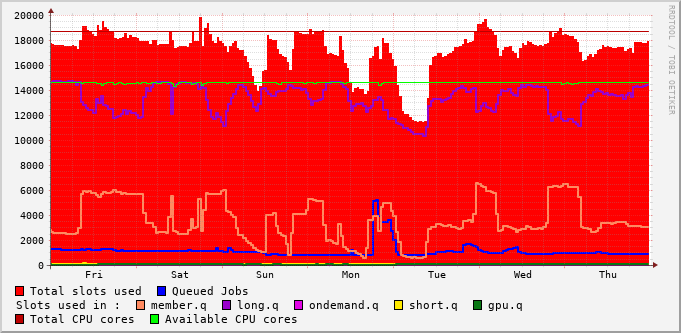 RRDTOOL / TOBI OETIKER
20000
18000
16000
14000
12000
10000
8000
6000
4000
2000
0
Fri Sat Sun Mon Tue Wed Thu
Total slots used Queued Jobs
Slots used in : member.q long.q ondemand.q short.q gpu.q
Total CPU cores Available CPU cores